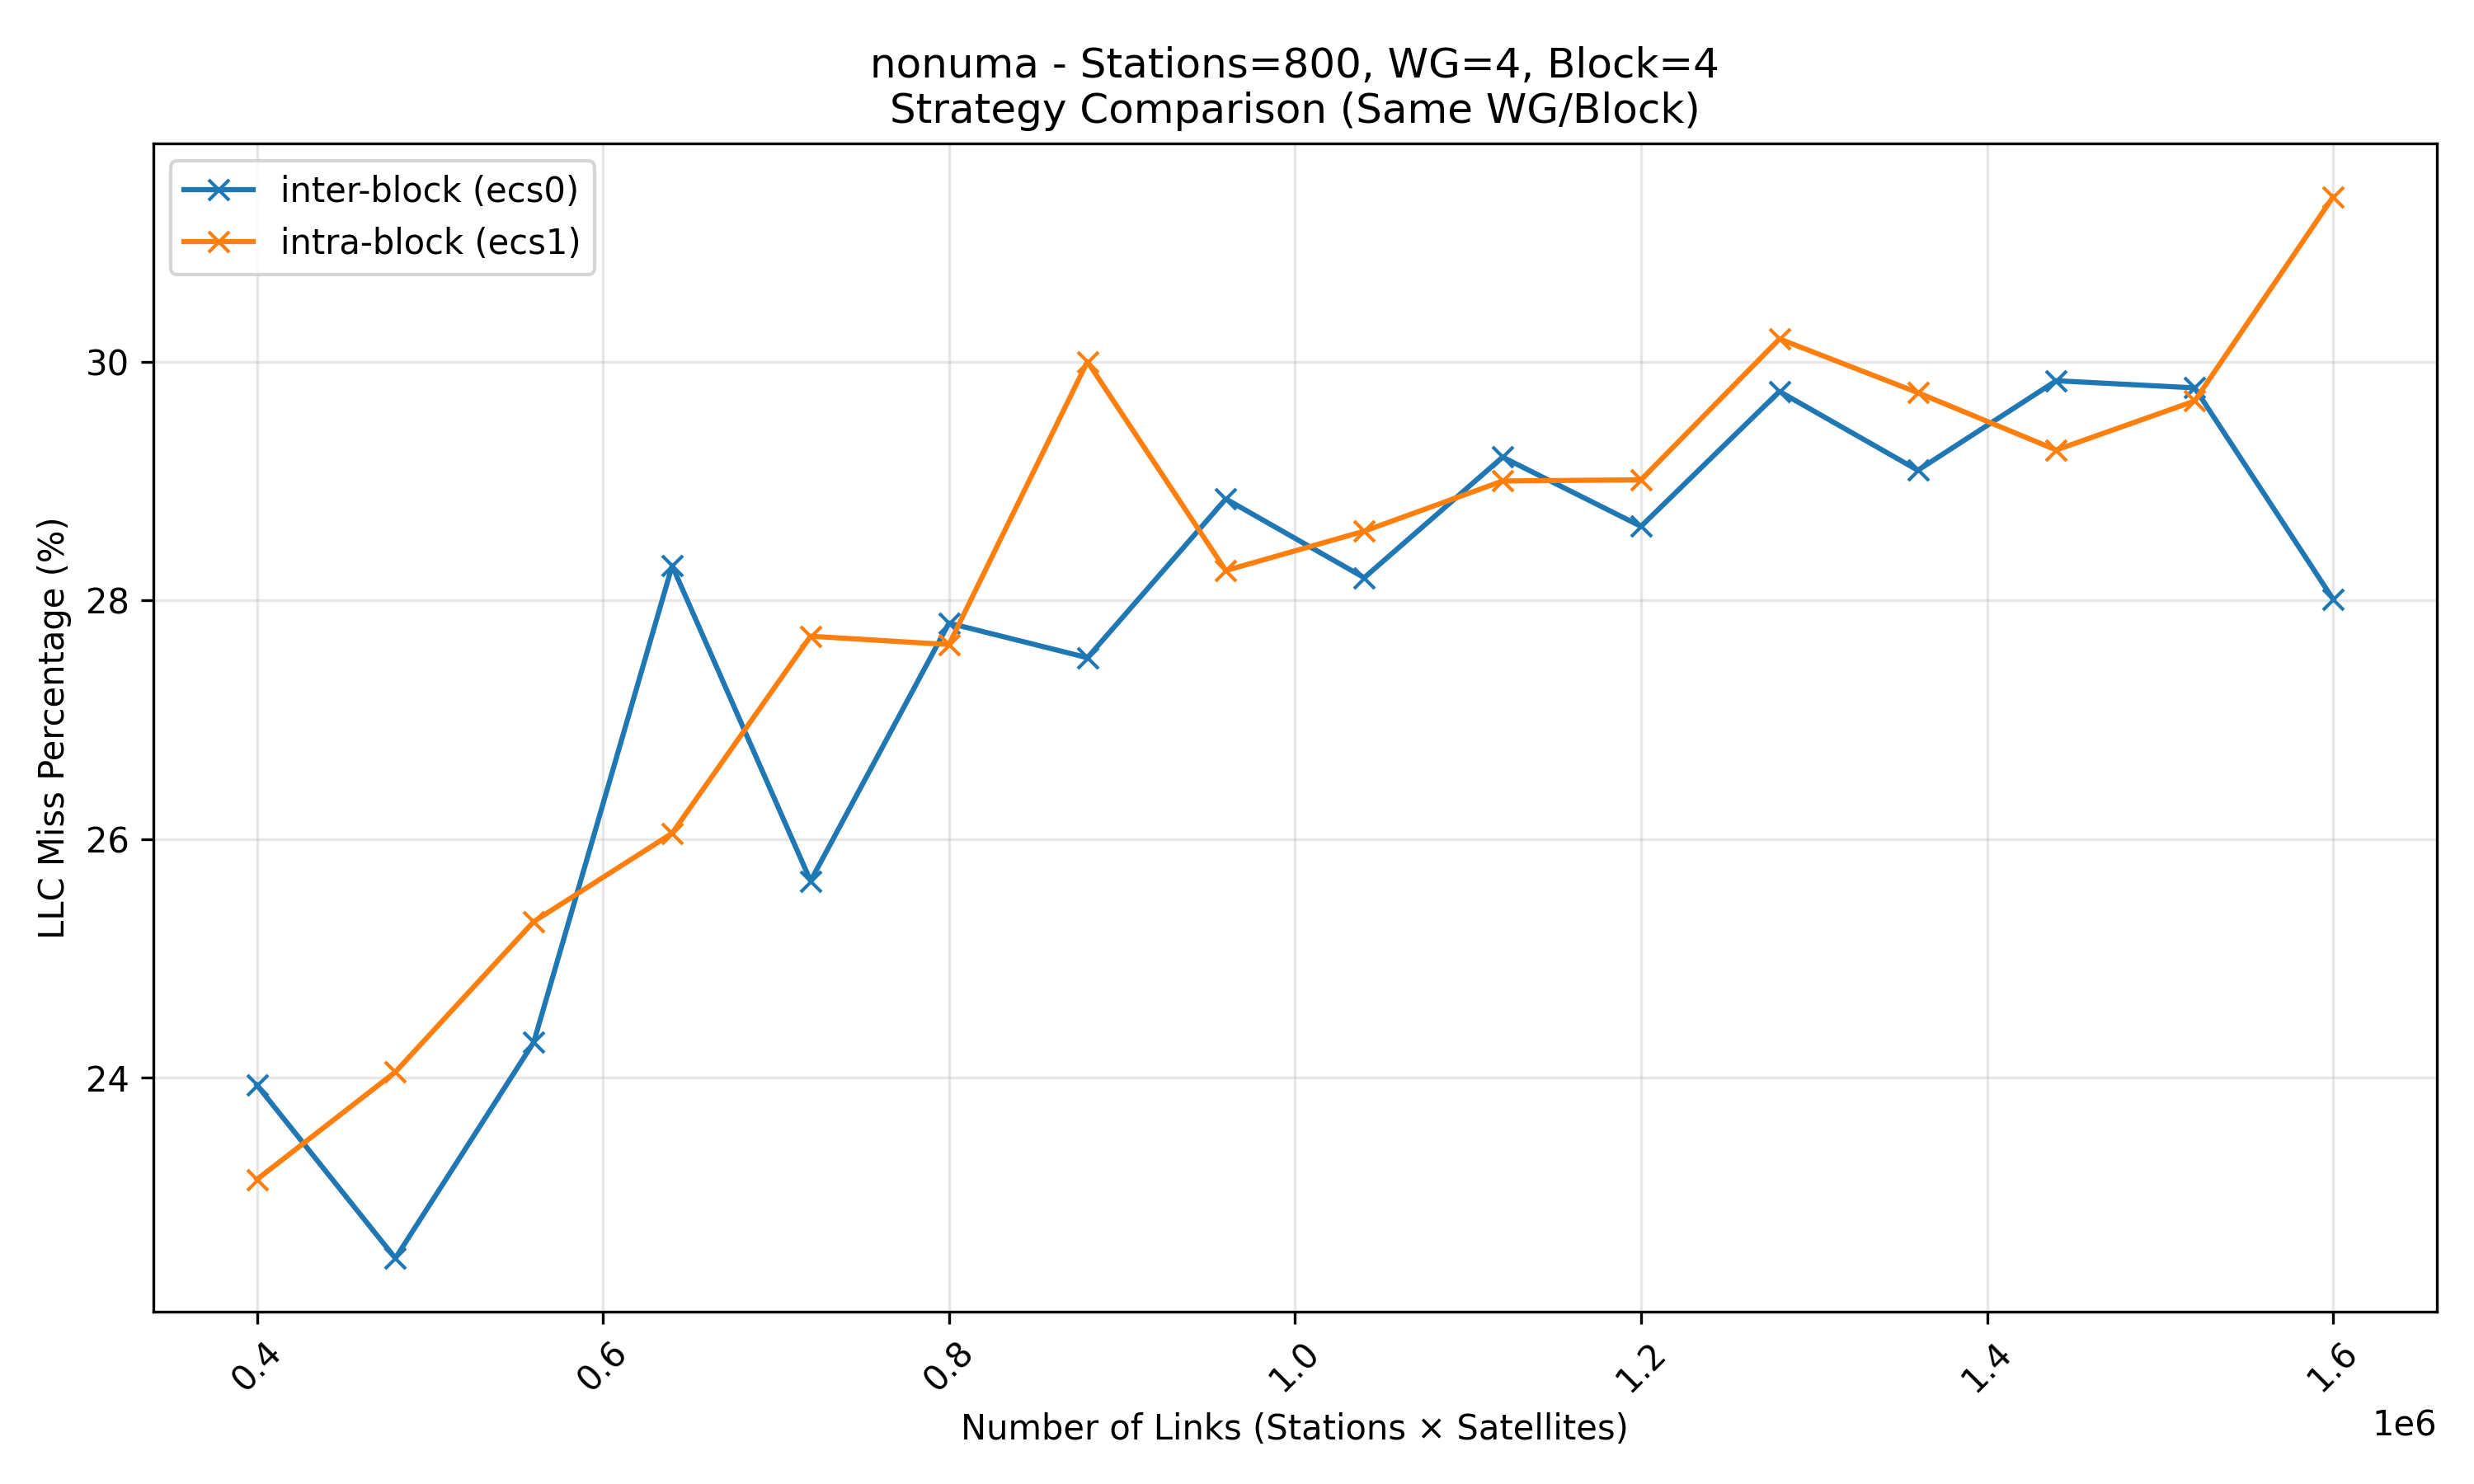 nonuma - Stations=800, WG=4, Block=4
Strategy Comparison (Same WG/Block)
inter-block (ecs0)
intra-block (ecs1)
LLC Miss Percentage (%)
30
28
26
24
0.4
0.6
0.8
1.0
1.2
1.4
1.6
1e6
Number of Links (Stations × Satellites)